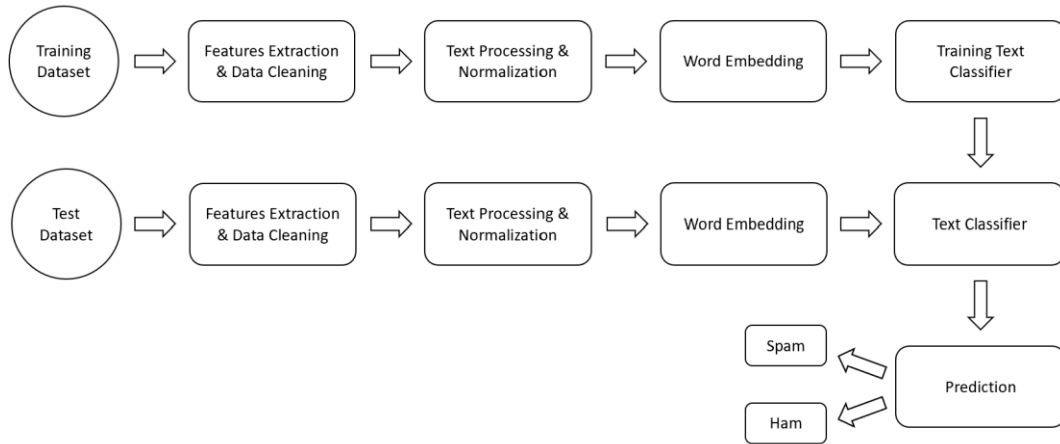 Training
Dataset
Features Extraction
& Data Cleaning
Text Processing &
Normalization
Word Embedding
Training Text
Classifier
Test
Dataset
Features Extraction
& Data Cleaning
Text Processing &
Normalization
Word Embedding
Text Classifier
Spam
Prediction
Ham